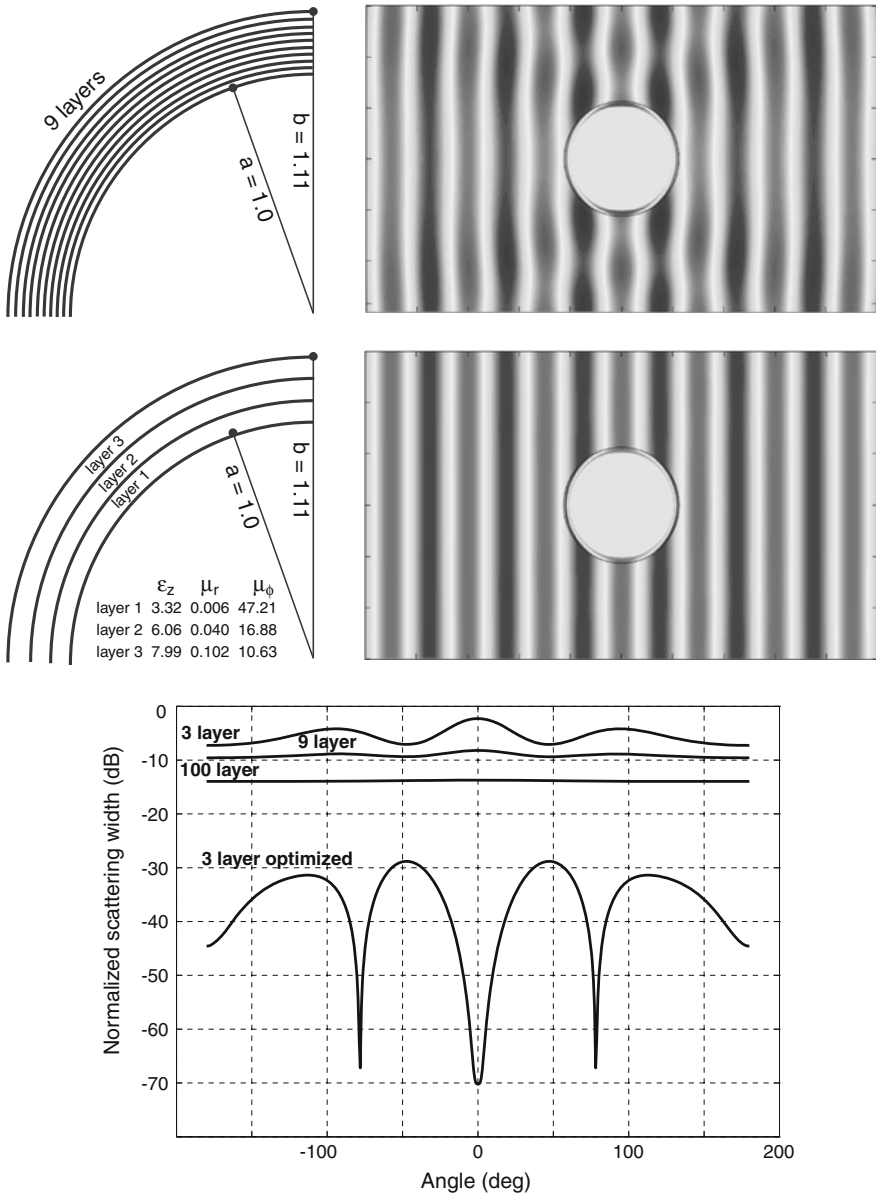 9 layers
b = 1.11
a = 1.0
layer 3
layer 2
layer 1
b = 1.11
a = 1.0
εz μr μϕ
layer 1 3.32 0.006 47.21
layer 2 6.06 0.040 16.88
layer 3 7.99 0.102 10.63
Normalized scattering width (dB)
0
-10
-20
-30
-40
-50
-60
-70
3 layer
9 layer
100 layer
3 layer optimized
-100 0 100 200
Angle (deg)